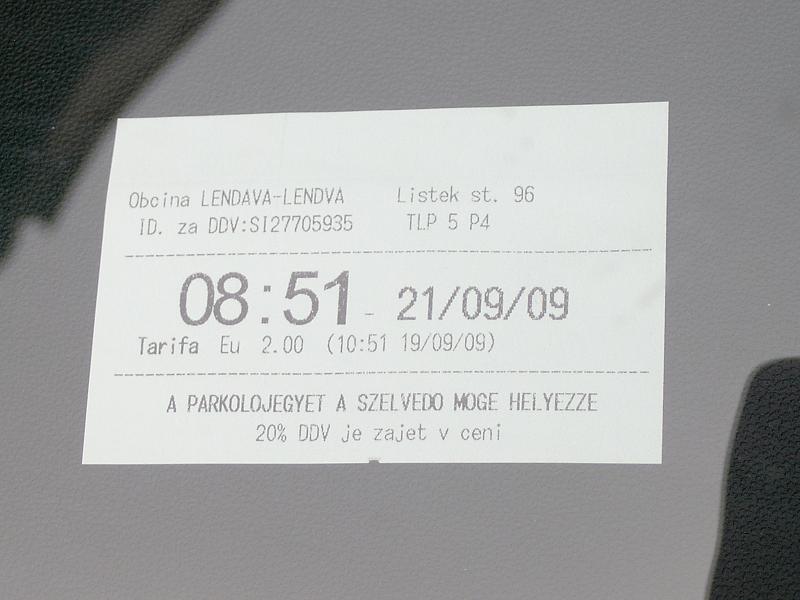 Obcina LENDAVA-LENDVA Listek st. 96
ID. za DDV:SI27705935 TLP 5 P4
08:51 - 21/09/09
Tarifa Eu 2.00 (10:51 19/09/09)
A PARKOLOJEGYET A SZELVEDO MOGE HELYEZZE
20% DDV je zajet v ceni